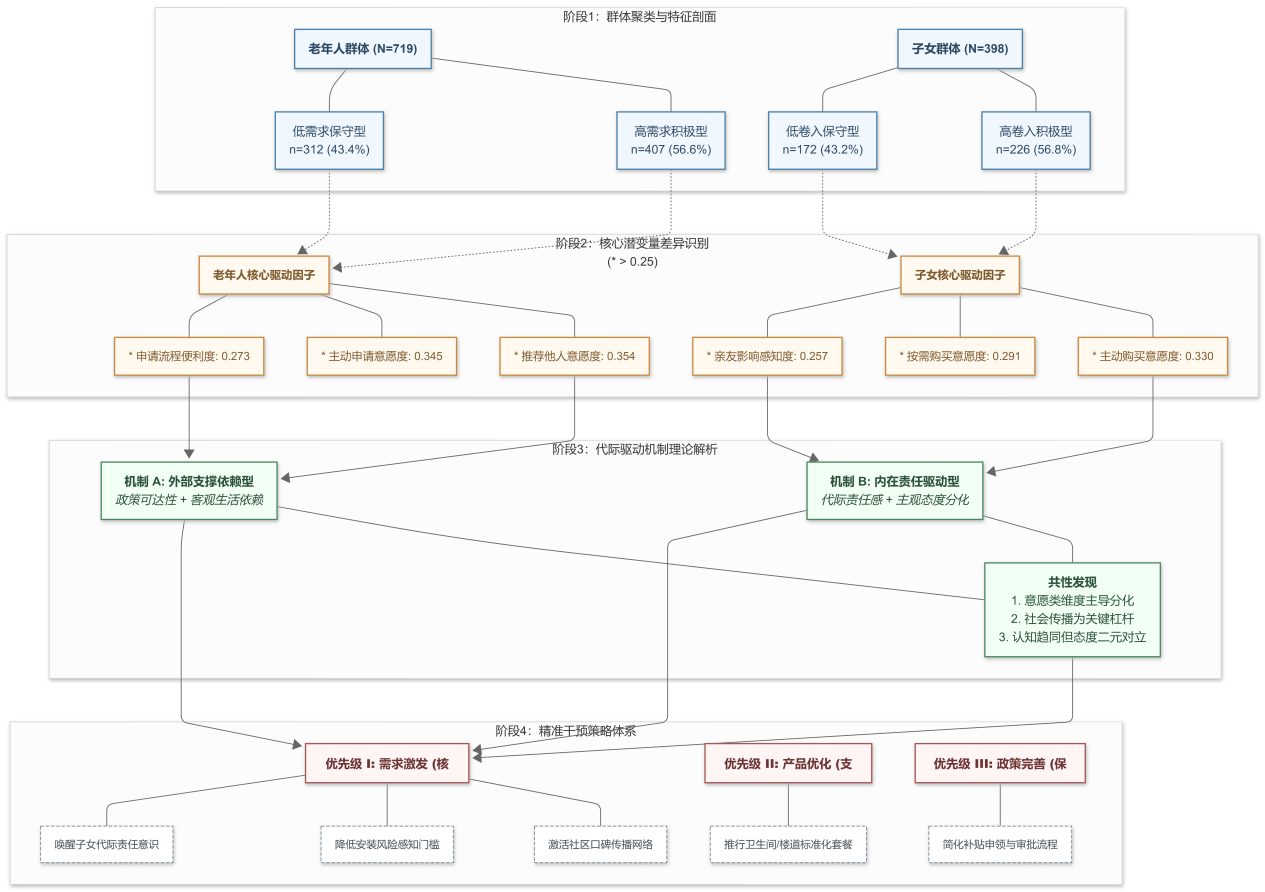 阶段1：群体聚类与特征剖面
老年人群体 (N=719)
子女群体 (N=398)
低需求保守型
n=312 (43.4%)
高需求积极型
n=407 (56.6%)
低卷入保守型
n=172 (43.2%)
高卷入积极型
n=226 (56.8%)
阶段2：核心潜变量差异识别
(* > 0.25)
老年人核心驱动因子
子女核心驱动因子
* 申请流程便利度: 0.273
* 主动申请意愿度: 0.345
* 推荐他人意愿度: 0.354
* 亲友影响感知度: 0.257
* 按需购买意愿度: 0.291
* 主动购买意愿度: 0.330
阶段3：代际驱动机制理论解析
机制 A: 外部支撑依赖型
政策可达性 + 客观生活依赖
机制 B: 内在责任驱动型
代际责任感 + 主观态度分化
共性发现
1. 意愿类维度主导分化
2. 社会传播为关键杠杆
3. 认知趋同但态度二元对立
阶段4：精准干预策略体系
优先级 I: 需求激发 (核
优先级 II: 产品优化 (支
优先级 III: 政策完善 (保
唤醒子女代际责任意识
降低安装风险感知门槛
激活社区口碑传播网络
推行卫生间/楼道标准化套餐
简化补贴申领与审批流程